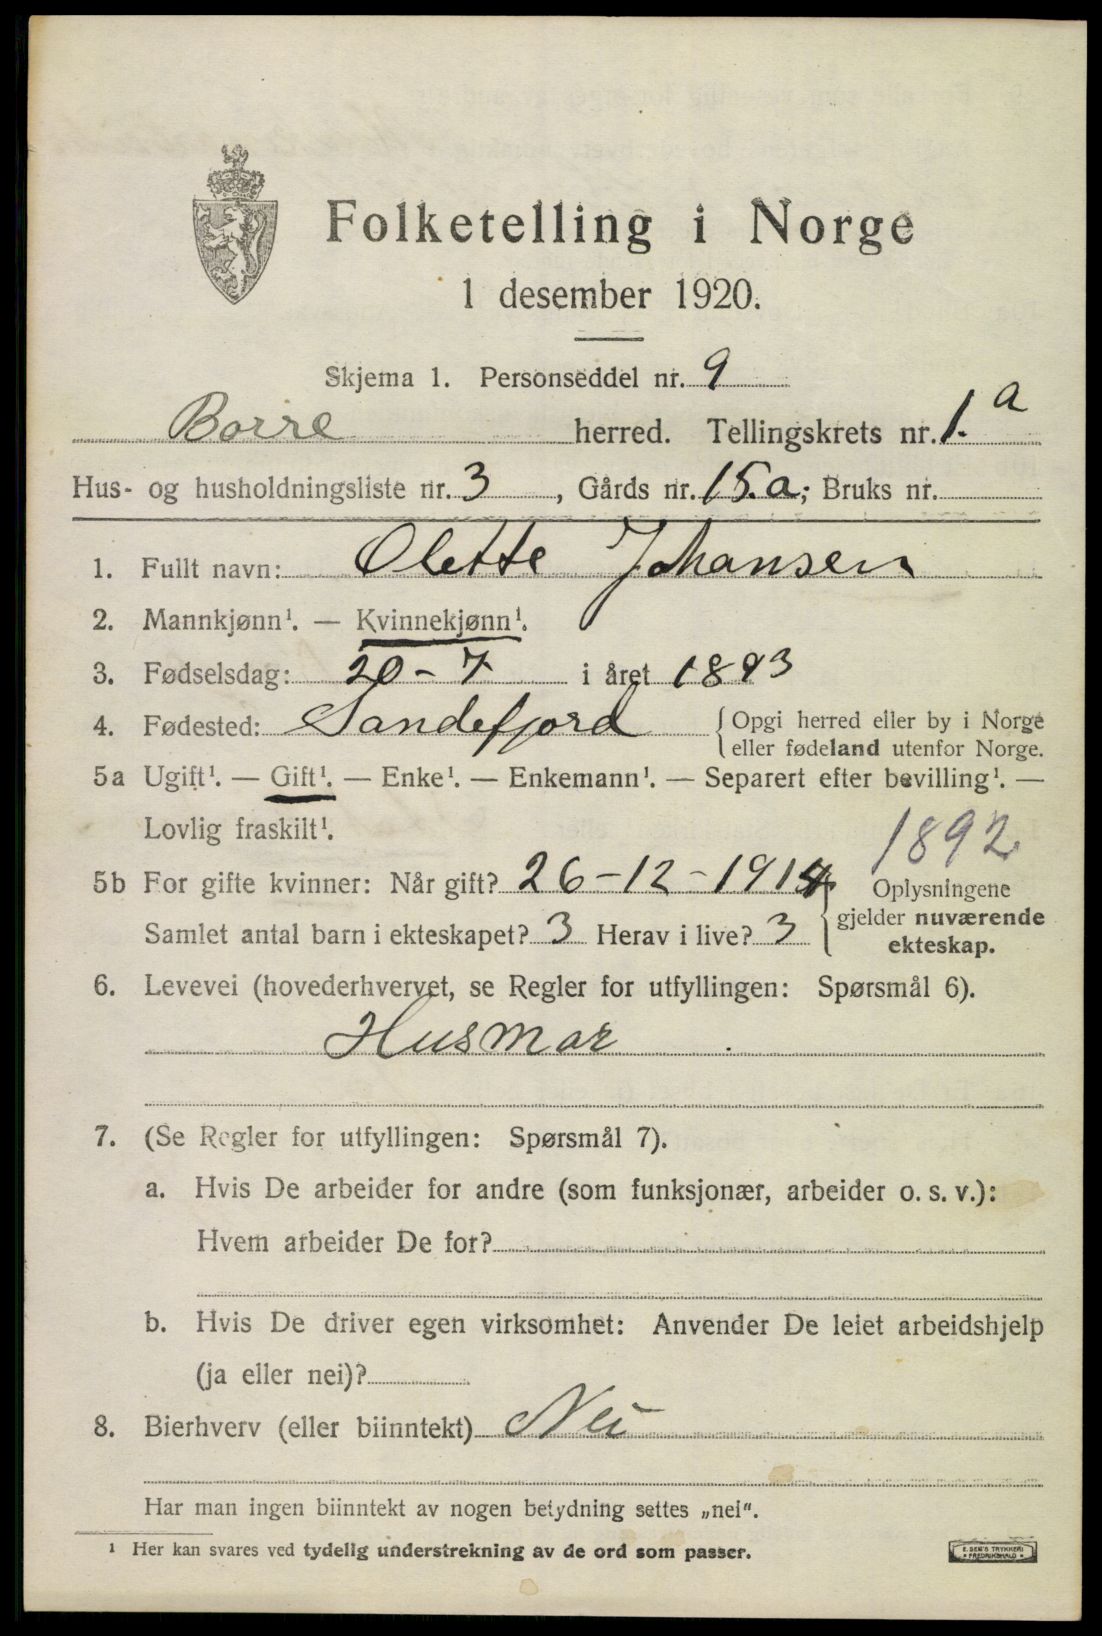 Folketelling i Norge
1 desember 1920.
Skjema 1. Personseddel nr. 9
Borre herred. Tellingskrets nr. 1.a
Hus- og husholdningsliste nr. 3, Gårds nr. 15.a; Bruks nr.
1. Fullt navn: Olette Johansen
2. Mannkjønn¹. — Kvinnekjønn¹.
3. Fødselsdag: 20-7 i året 1893
4. Fødested: Sandefjord {Opgi herred eller by i Norge
eller fødeland utenfor Norge.
5a Ugift¹. — Gift¹. — Enke¹. — Enkemann¹. — Separert efter bevilling¹. —
Lovlig fraskilt¹.
1892
5b For gifte kvinner: Når gift? 26-12-1914
Samlet antal barn i ekteskapet? 3 Herav i live? 3
{Oplysningene
gjelder nuværende
ekteskap.
6. Levevei (hovederhvervet, se Regler for utfyllingen: Spørsmål 6).
Husmor
7. (Se Regler for utfyllingen: Spørsmål 7).
a. Hvis De arbeider for andre (som funksjonær, arbeider o. s. v.):
Hvem arbeider De for?
b. Hvis De driver egen virksomhet: Anvender De leiet arbeidshjelp
(ja eller nei)?
8. Bierhverv (eller biinntekt) Nei
Har man ingen biinntekt av nogen betydning settes „nei".
¹ Her kan svares ved tydelig understrekning av de ord som passer.
E. SEM'S TRYKKERI
FREDRIKSHALD